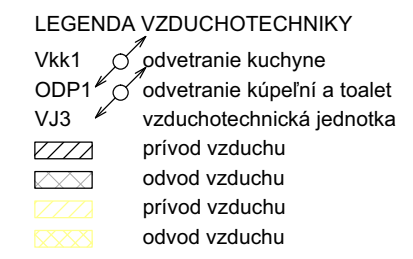 LEGENDA VZDUCHOTECHNIKY
Vkk1 odvetranie kuchyne
ODP1 odvetranie kúpeľní a toalet
VJ3 vzduchotechnická jednotka
prívod vzduchu
odvod vzduchu
prívod vzduchu
odvod vzduchu